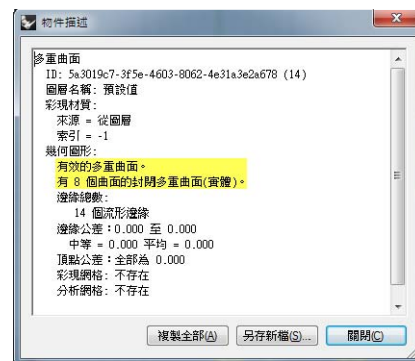 物件描述
多重曲面
ID: 5a3019c7-3f5e-4603-8062-4e31a3e2a678 (14)
圖層名稱: 預設值
彩現材質:
來源 = 從圖層
索引 = -1
幾何圖形:
有效的多重曲面。
有 8 個曲面的封閉多重曲面(實體)。
邊緣總數:
14 個流形邊緣
邊緣公差：0.000 至 0.000
中等 = 0.000 平均 = 0.000
頂點公差：全部為 0.000
彩現網格: 不存在
分析網格: 不存在
複製全部(A) 另存新檔(S)... 關閉(C)